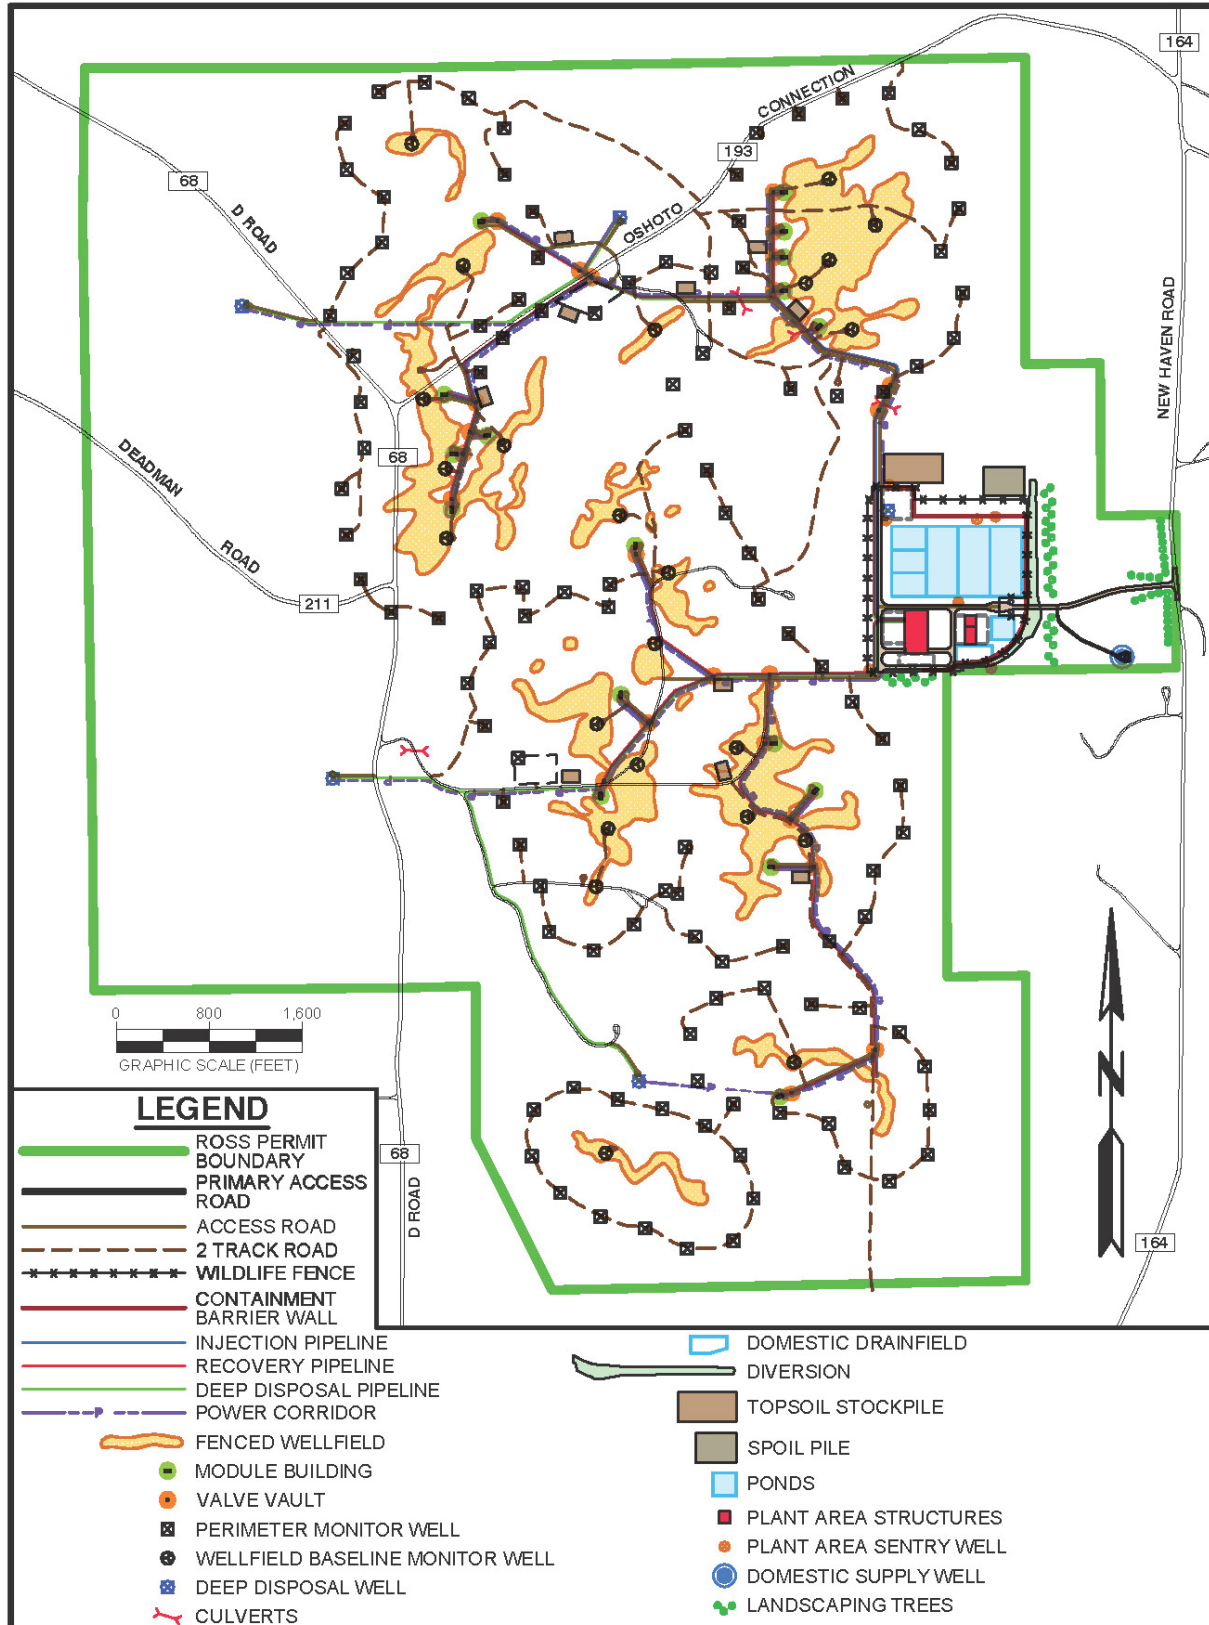 164
CONNECTION
193
68
D ROAD
OSHOTO
NEW HAVEN ROAD
DEADMAN
ROAD
68
211
0 800 1,600
GRAPHIC SCALE (FEET)
N
68
D ROAD
164
LEGEND
ROSS PERMIT
BOUNDARY
PRIMARY ACCESS
ROAD
ACCESS ROAD
2 TRACK ROAD
WILDLIFE FENCE
CONTAINMENT
BARRIER WALL
INJECTION PIPELINE
RECOVERY PIPELINE
DEEP DISPOSAL PIPELINE
P
POWER CORRIDOR
FENCED WELLFIELD
MODULE BUILDING
VALVE VAULT
PERIMETER MONITOR WELL
WELLFIELD BASELINE MONITOR WELL
DEEP DISPOSAL WELL
CULVERTS
DOMESTIC DRAINFIELD
DIVERSION
TOPSOIL STOCKPILE
SPOIL PILE
PONDS
PLANT AREA STRUCTURES
PLANT AREA SENTRY WELL
DOMESTIC SUPPLY WELL
LANDSCAPING TREES